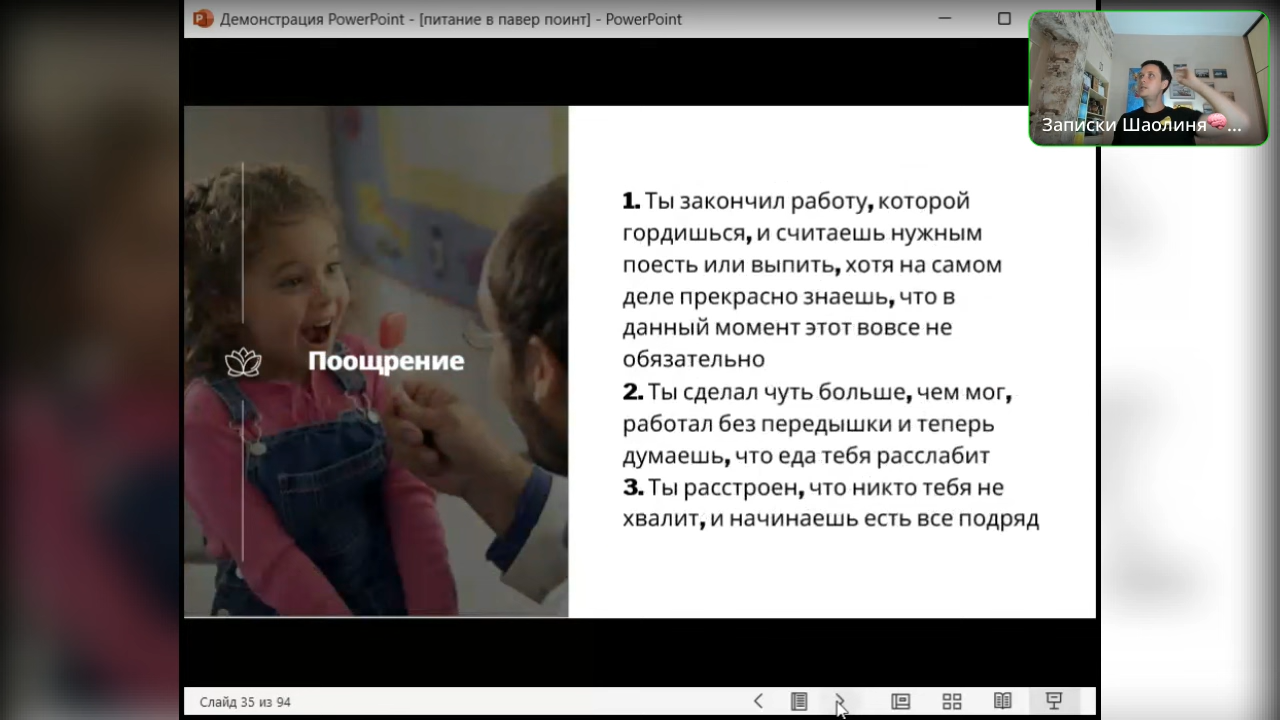 Демонстрация PowerPoint - [питание в павер поинт] - PowerPoint
Записки Шаолиня🧠...
1. Ты закончил работу, которой
гордишься, и считаешь нужным
поесть или выпить, хотя на самом
деле прекрасно знаешь, что в
данный момент этот вовсе не
обязательно
Поощрение
2. Ты сделал чуть больше, чем мог,
работал без передышки и теперь
думаешь, что еда тебя расслабит
3. Ты расстроен, что никто тебя не
хвалит, и начинаешь есть все подряд
Слайд 35 из 94